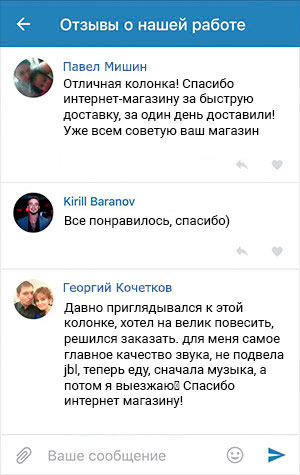 Отзывы о нашей работе
Павел Мишин
Отличная колонка! Спасибо
интернет-магазину за быструю
доставку, за один день доставили!
Уже всем советую ваш магазин
Kirill Baranov
Все понравилось, спасибо)
Георгий Кочетков
Давно приглядывался к этой
колонке, хотел на велик повесить,
решился заказать. для меня самое
главное качество звука, не подвела
jbl, теперь еду, сначала музыка, а
потом я выезжаю▯ Спасибо
интернет магазину!
Ваше сообщение